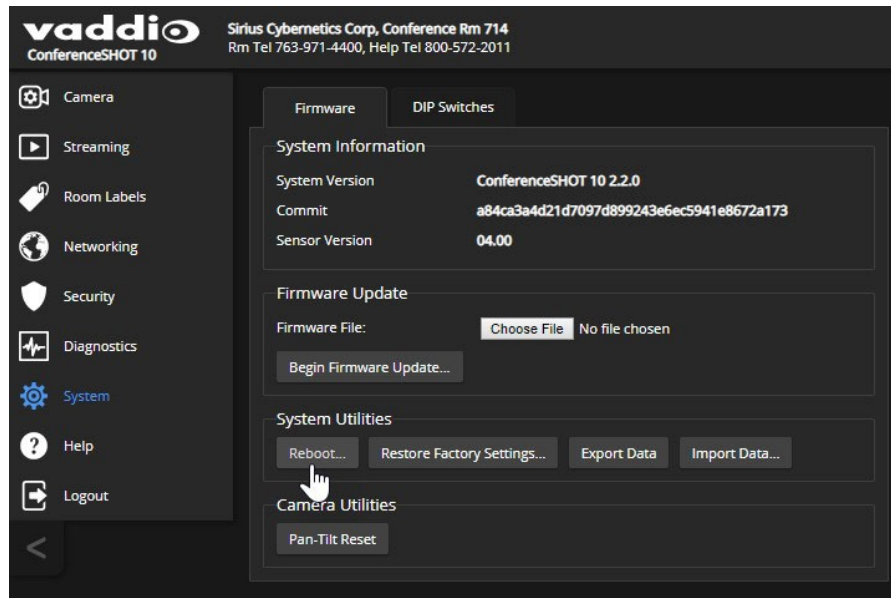 vaddio
ConferenceSHOT 10
Sirius Cybernetics Corp, Conference Rm 714
Rm Tel 763-971-4400, Help Tel 800-572-2011
Camera
Streaming
Room Labels
Networking
Security
Diagnostics
System
Help
Logout
<
Firmware DIP Switches
System Information
System Version ConferenceSHOT 10 2.2.0
Commit a84ca3a4d21d7097d899243e6ec5941e8672a173
Sensor Version 04.00
Firmware Update
Firmware File: Choose File No file chosen
Begin Firmware Update...
System Utilities
Reboot... Restore Factory Settings... Export Data Import Data...
Camera Utilities
Pan-Tilt Reset